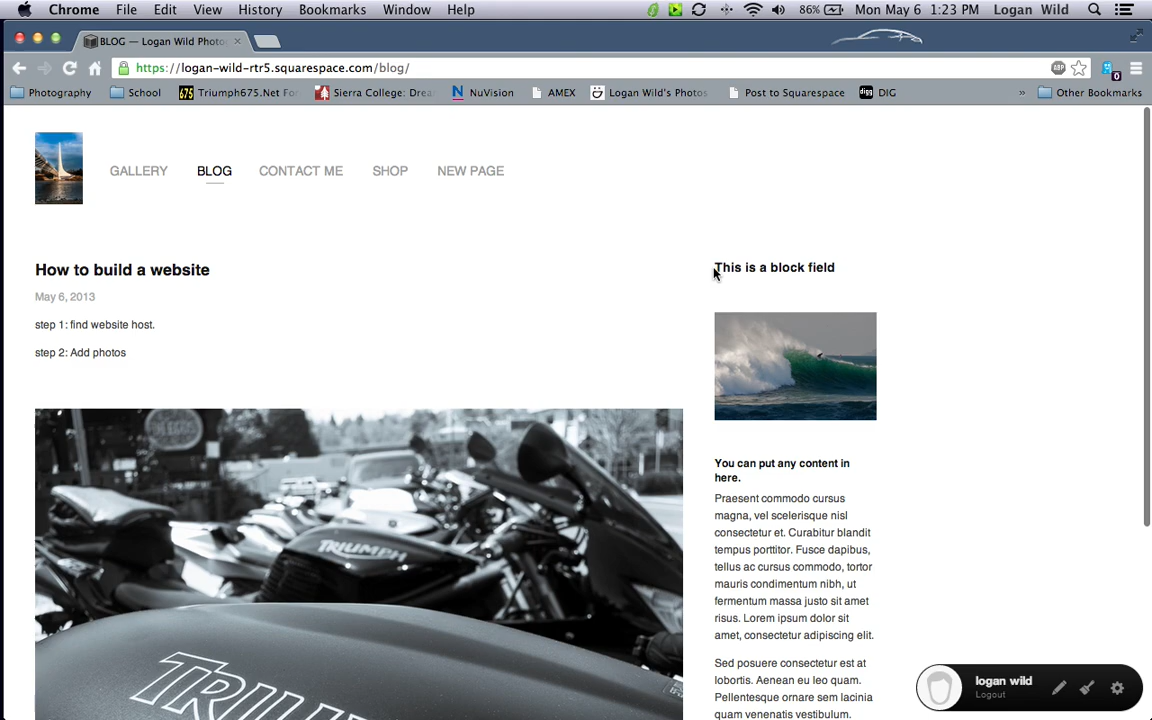 Chrome File Edit View History Bookmarks Window Help 86% Mon May 6 1:23 PM Logan Wild
BLOG — Logan Wild Photo
https://logan-wild-rtr5.squarespace.com/blog/
ABP
0
Photography School 675 Triumph675.Net For Sierra College: Drea N NuVision AMEX Logan Wild's Photos Post to Squarespace digg DIG » Other Bookmarks
GALLERY BLOG CONTACT ME SHOP NEW PAGE
How to build a website
May 6, 2013
step 1: find website host.
step 2: Add photos
TRIUMPH
This is a block field
You can put any content in
here.
Praesent commodo cursus
magna, vel scelerisque nisl
consectetur et. Curabitur blandit
tempus porttitor. Fusce dapibus,
tellus ac cursus commodo, tortor
mauris condimentum nibh, ut
fermentum massa justo sit amet
risus. Lorem ipsum dolor sit
amet, consectetur adipiscing elit.
Sed posuere consectetur est at
lobortis. Aenean eu leo quam.
Pellentesque ornare sem lacinia
quam venenatis vestibulum.
logan wild
Logout